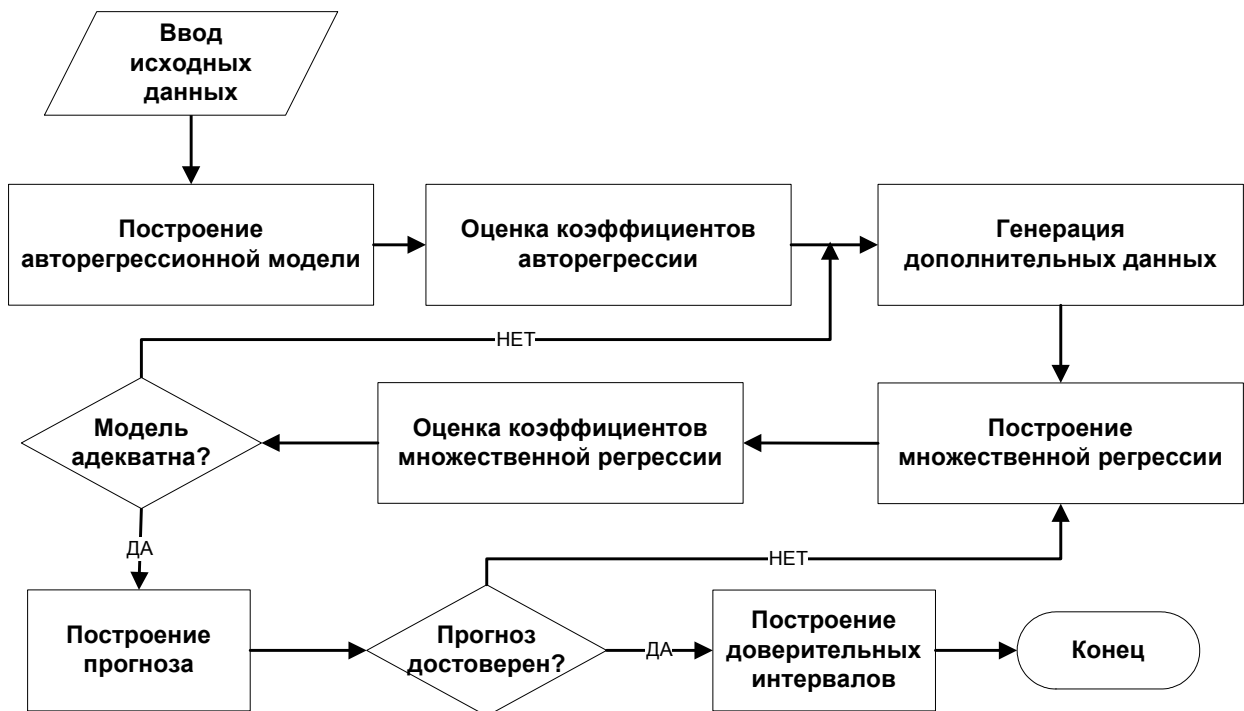 Ввод
исходных
данных
Построение
авторегрессионной модели
Оценка коэффициентов
авторегрессии
Генерация
дополнительных данных
НЕТ
Модель
адекватна?
Оценка коэффициентов
множественной регрессии
Построение
множественной регрессии
ДА
НЕТ
Построение
прогноза
Прогноз
достоверен?
ДА
Построение
доверительных
интервалов
Конец